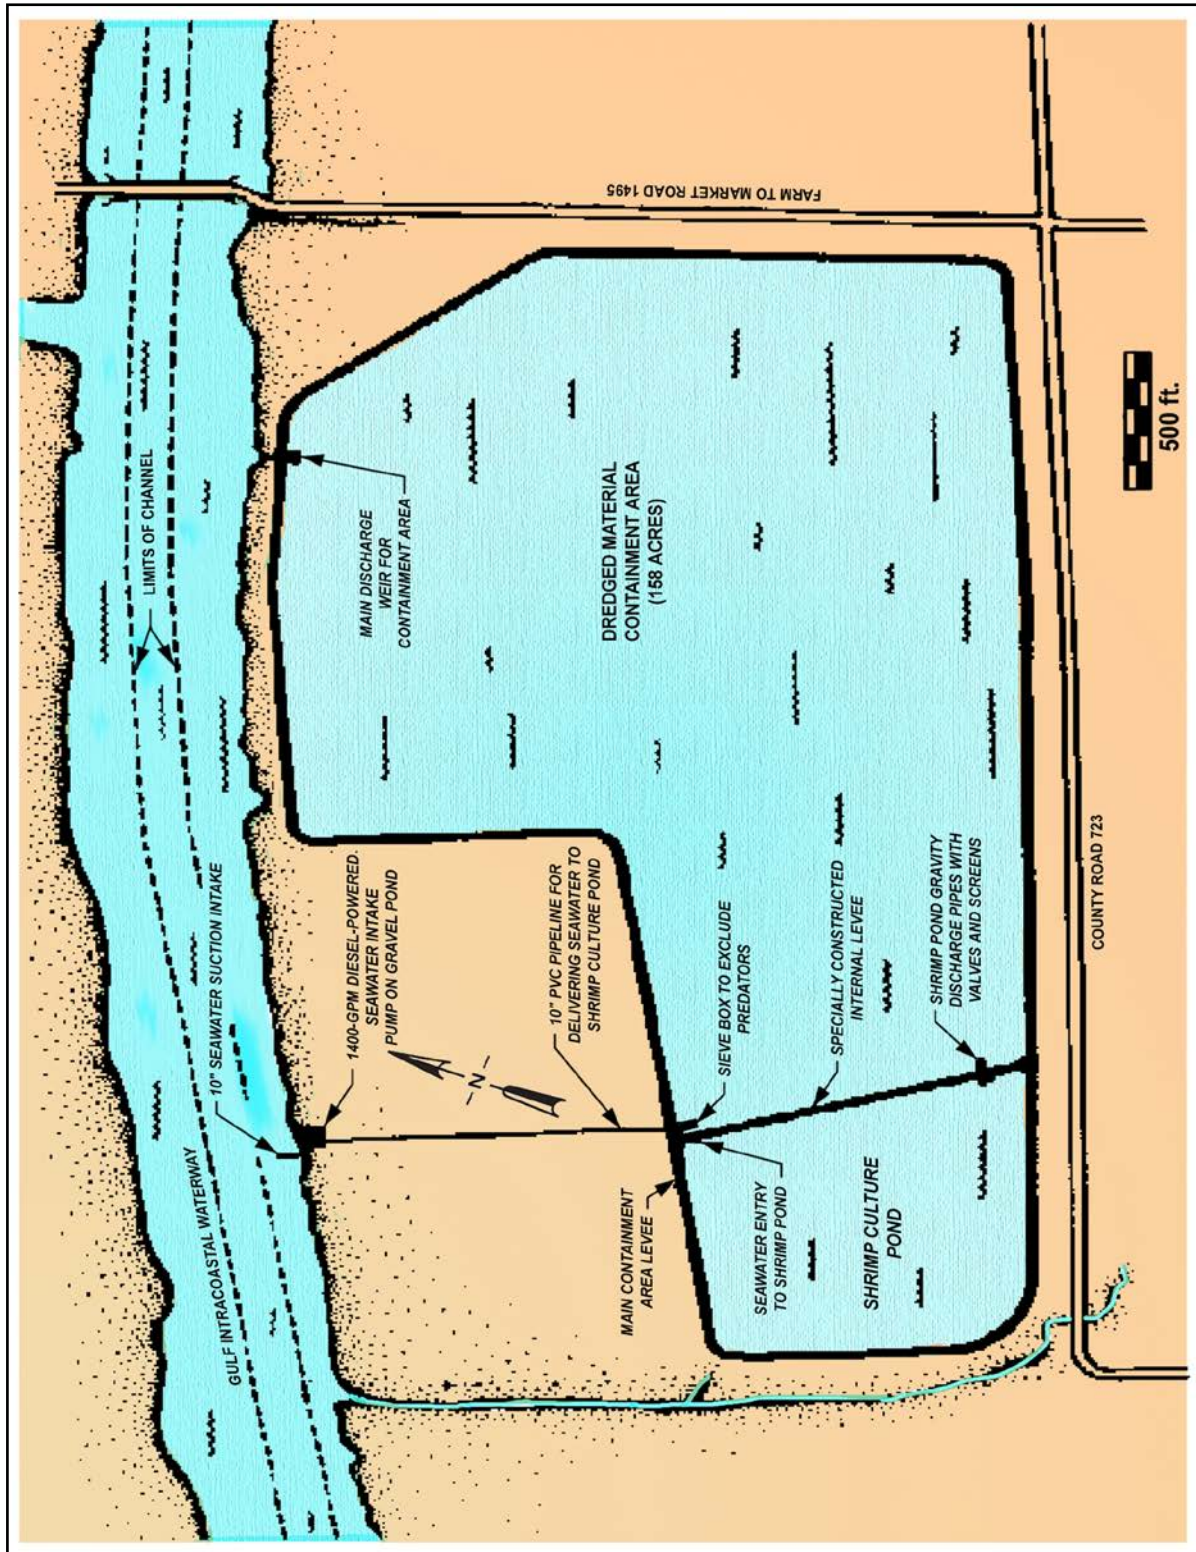 GULF INTRACOASTAL WATERWAY
10" SEAWATER SUCTION INTAKE
LIMITS OF CHANNEL
1400-GPM DIESEL-POWERED
SEAWATER INTAKE
PUMP ON GRAVEL POND
-N-
MAIN DISCHARGE
WEIR FOR
CONTAINMENT AREA
FARM TO MARKET ROAD 1495
10" PVC PIPELINE FOR
DELIVERING SEAWATER TO
SHRIMP CULTURE POND
DREDGED MATERIAL
CONTAINMENT AREA
(158 ACRES)
MAIN CONTAINMENT
AREA LEVEE
SIEVE BOX TO EXCLUDE
PREDATORS
SEAWATER ENTRY
TO SHRIMP POND
SPECIALLY CONSTRUCTED
INTERNAL LEVEE
SHRIMP CULTURE
POND
SHRIMP POND GRAVITY
DISCHARGE PIPES WITH
VALVES AND SCREENS
COUNTY ROAD 723
500 ft.